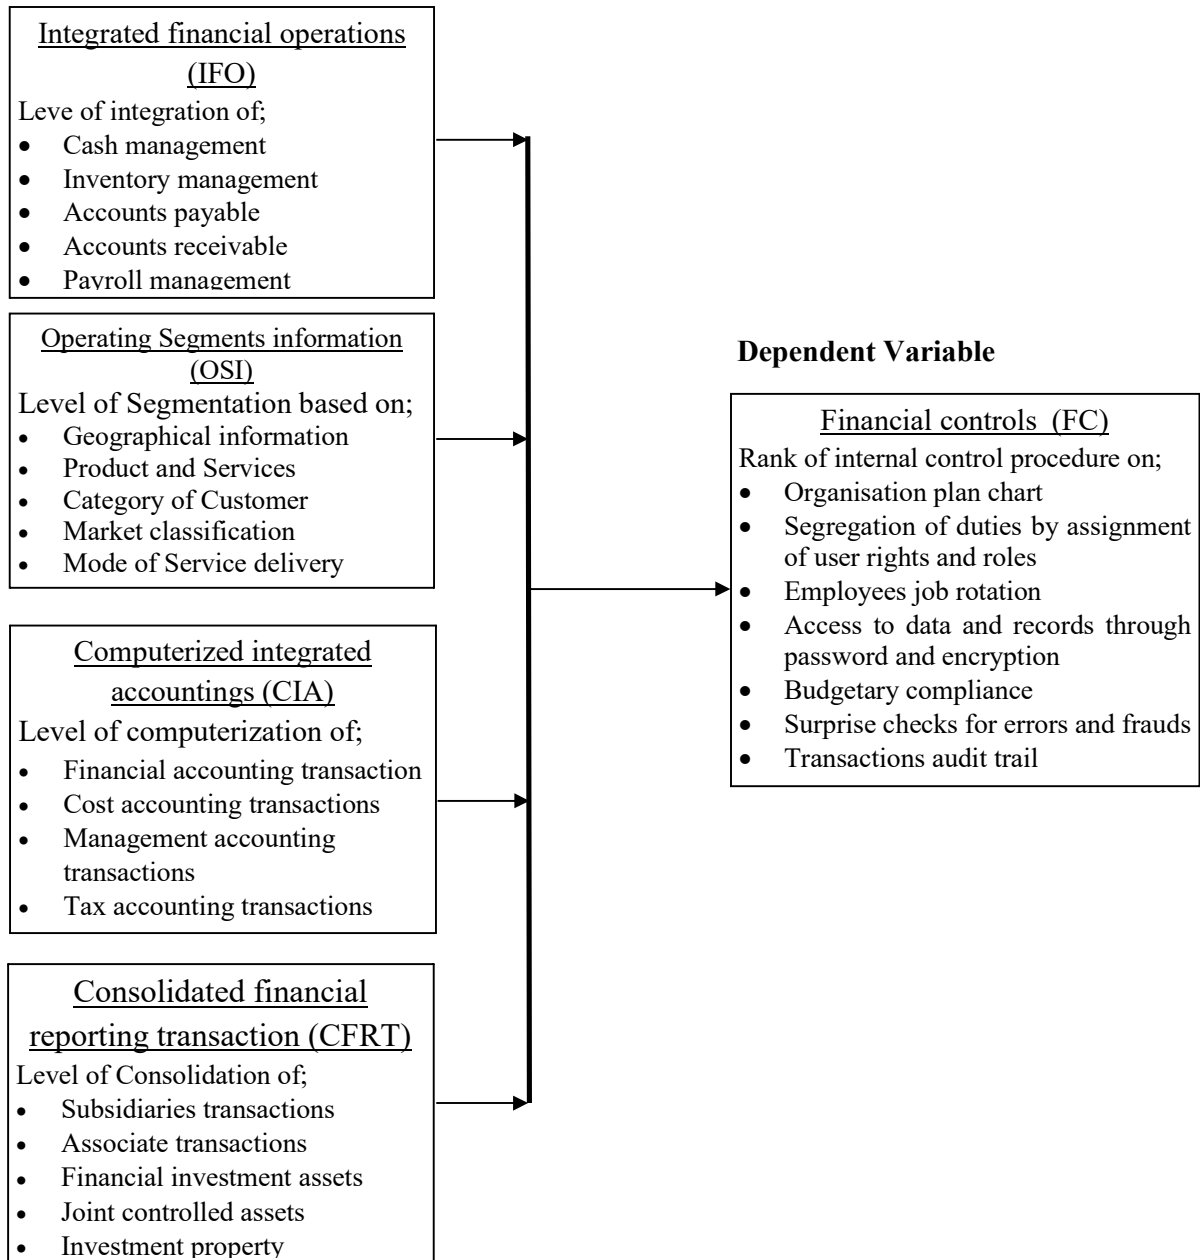 Integrated financial operations
(IFO)
Leve of integration of;
• Cash management
• Inventory management
• Accounts payable
• Accounts receivable
• Payroll management
Operating Segments information
(OSI)
Level of Segmentation based on;
• Geographical information
• Product and Services
• Category of Customer
• Market classification
• Mode of Service delivery
Computerized integrated
accountings (CIA)
Level of computerization of;
• Financial accounting transaction
• Cost accounting transactions
• Management accounting
transactions
• Tax accounting transactions
Consolidated financial
reporting transaction (CFRT)
Level of Consolidation of;
• Subsidiaries transactions
• Associate transactions
• Financial investment assets
• Joint controlled assets
• Investment property
Dependent Variable
Financial controls (FC)
Rank of internal control procedure on;
• Organisation plan chart
• Segregation of duties by assignment
of user rights and roles
• Employees job rotation
• Access to data and records through
password and encryption
• Budgetary compliance
• Surprise checks for errors and frauds
• Transactions audit trail